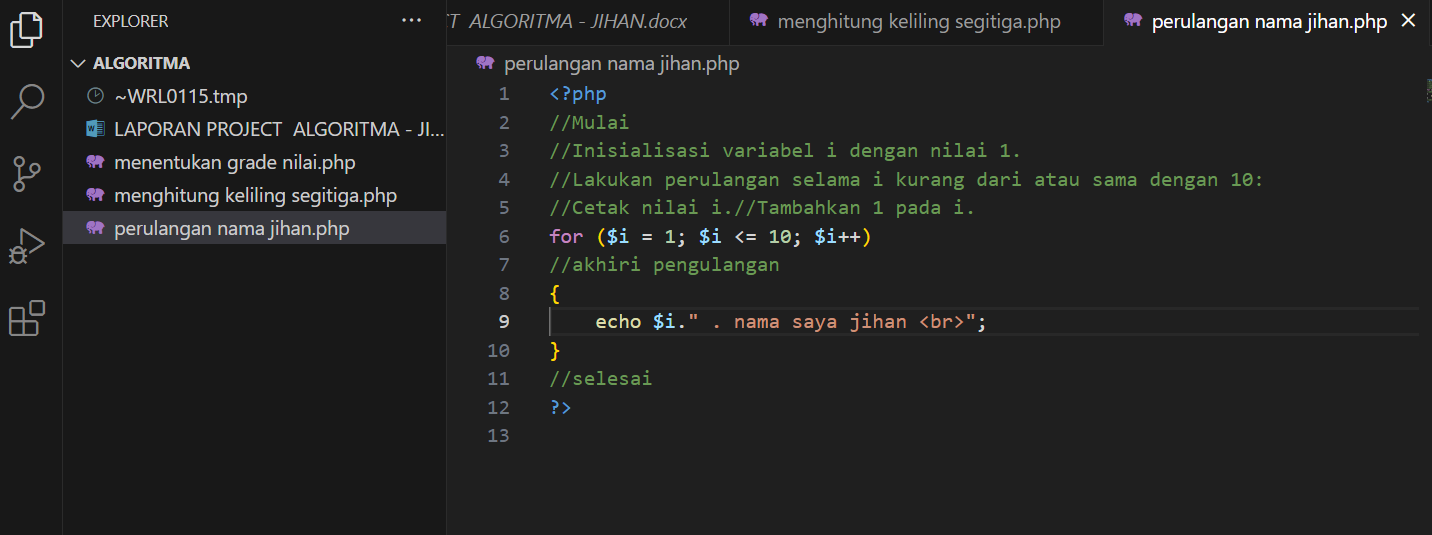 EXPLORER
ALGORITMA
~WRL0115.tmp
LAPORAN PROJECT  ALGORITMA - JI...
menentukan grade nilai.php
menghitung keliling segitiga.php
perulangan nama jihan.php
T  ALGORITMA - JIHAN.docx
menghitung keliling segitiga.php
perulangan nama jihan.php
perulangan nama jihan.php
1 <?php
2 //Mulai
3 //Inisialisasi variabel i dengan nilai 1.
4 //Lakukan perulangan selama i kurang dari atau sama dengan 10:
5 //Cetak nilai i.//Tambahkan 1 pada i.
6 for ($i = 1; $i <= 10; $i++)
7 //akhiri pengulangan
8 {
9     echo $i." . nama saya jihan <br>";
10 }
11 //selesai
12 ?>
13